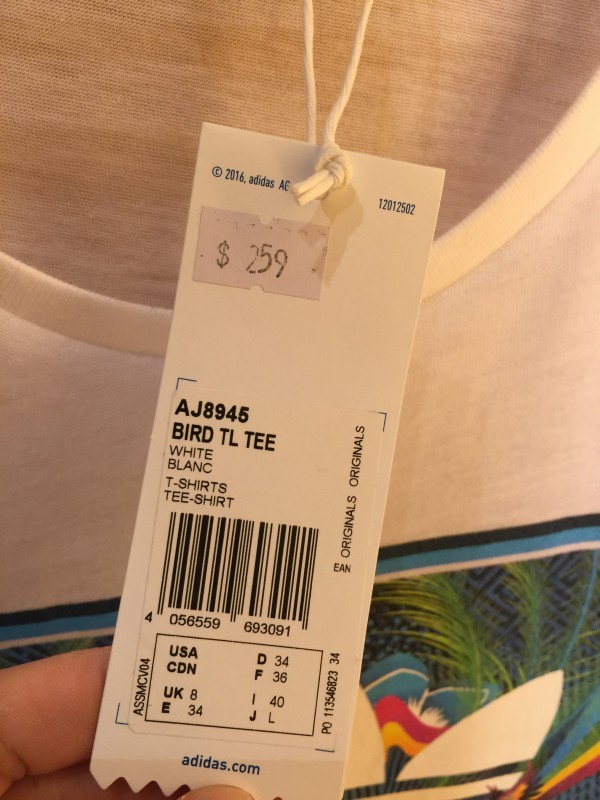 © 2016, adidas AG
12012502
$ 259
AJ8945
BIRD TL TEE
WHITE
BLANC
T-SHIRTS
TEE-SHIRT
ORIGINALS ORIGINALS
EAN
4 056559 693091
ASSMCV04
USA D 34
CDN F 36
UK 8 I 40
E 34 J L
PO 113546823 34
adidas.com